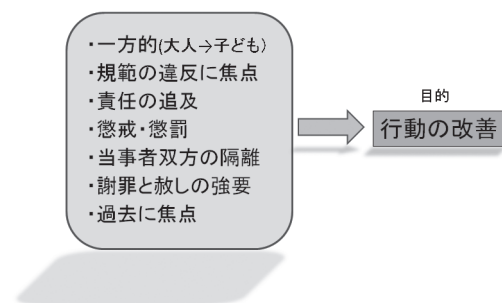 ・一方的(大人→子ども)
・規範の違反に焦点
・責任の追及
・懲戒・懲罰
・当事者双方の隔離
・謝罪と赦しの強要
・過去に焦点
目的
行動の改善